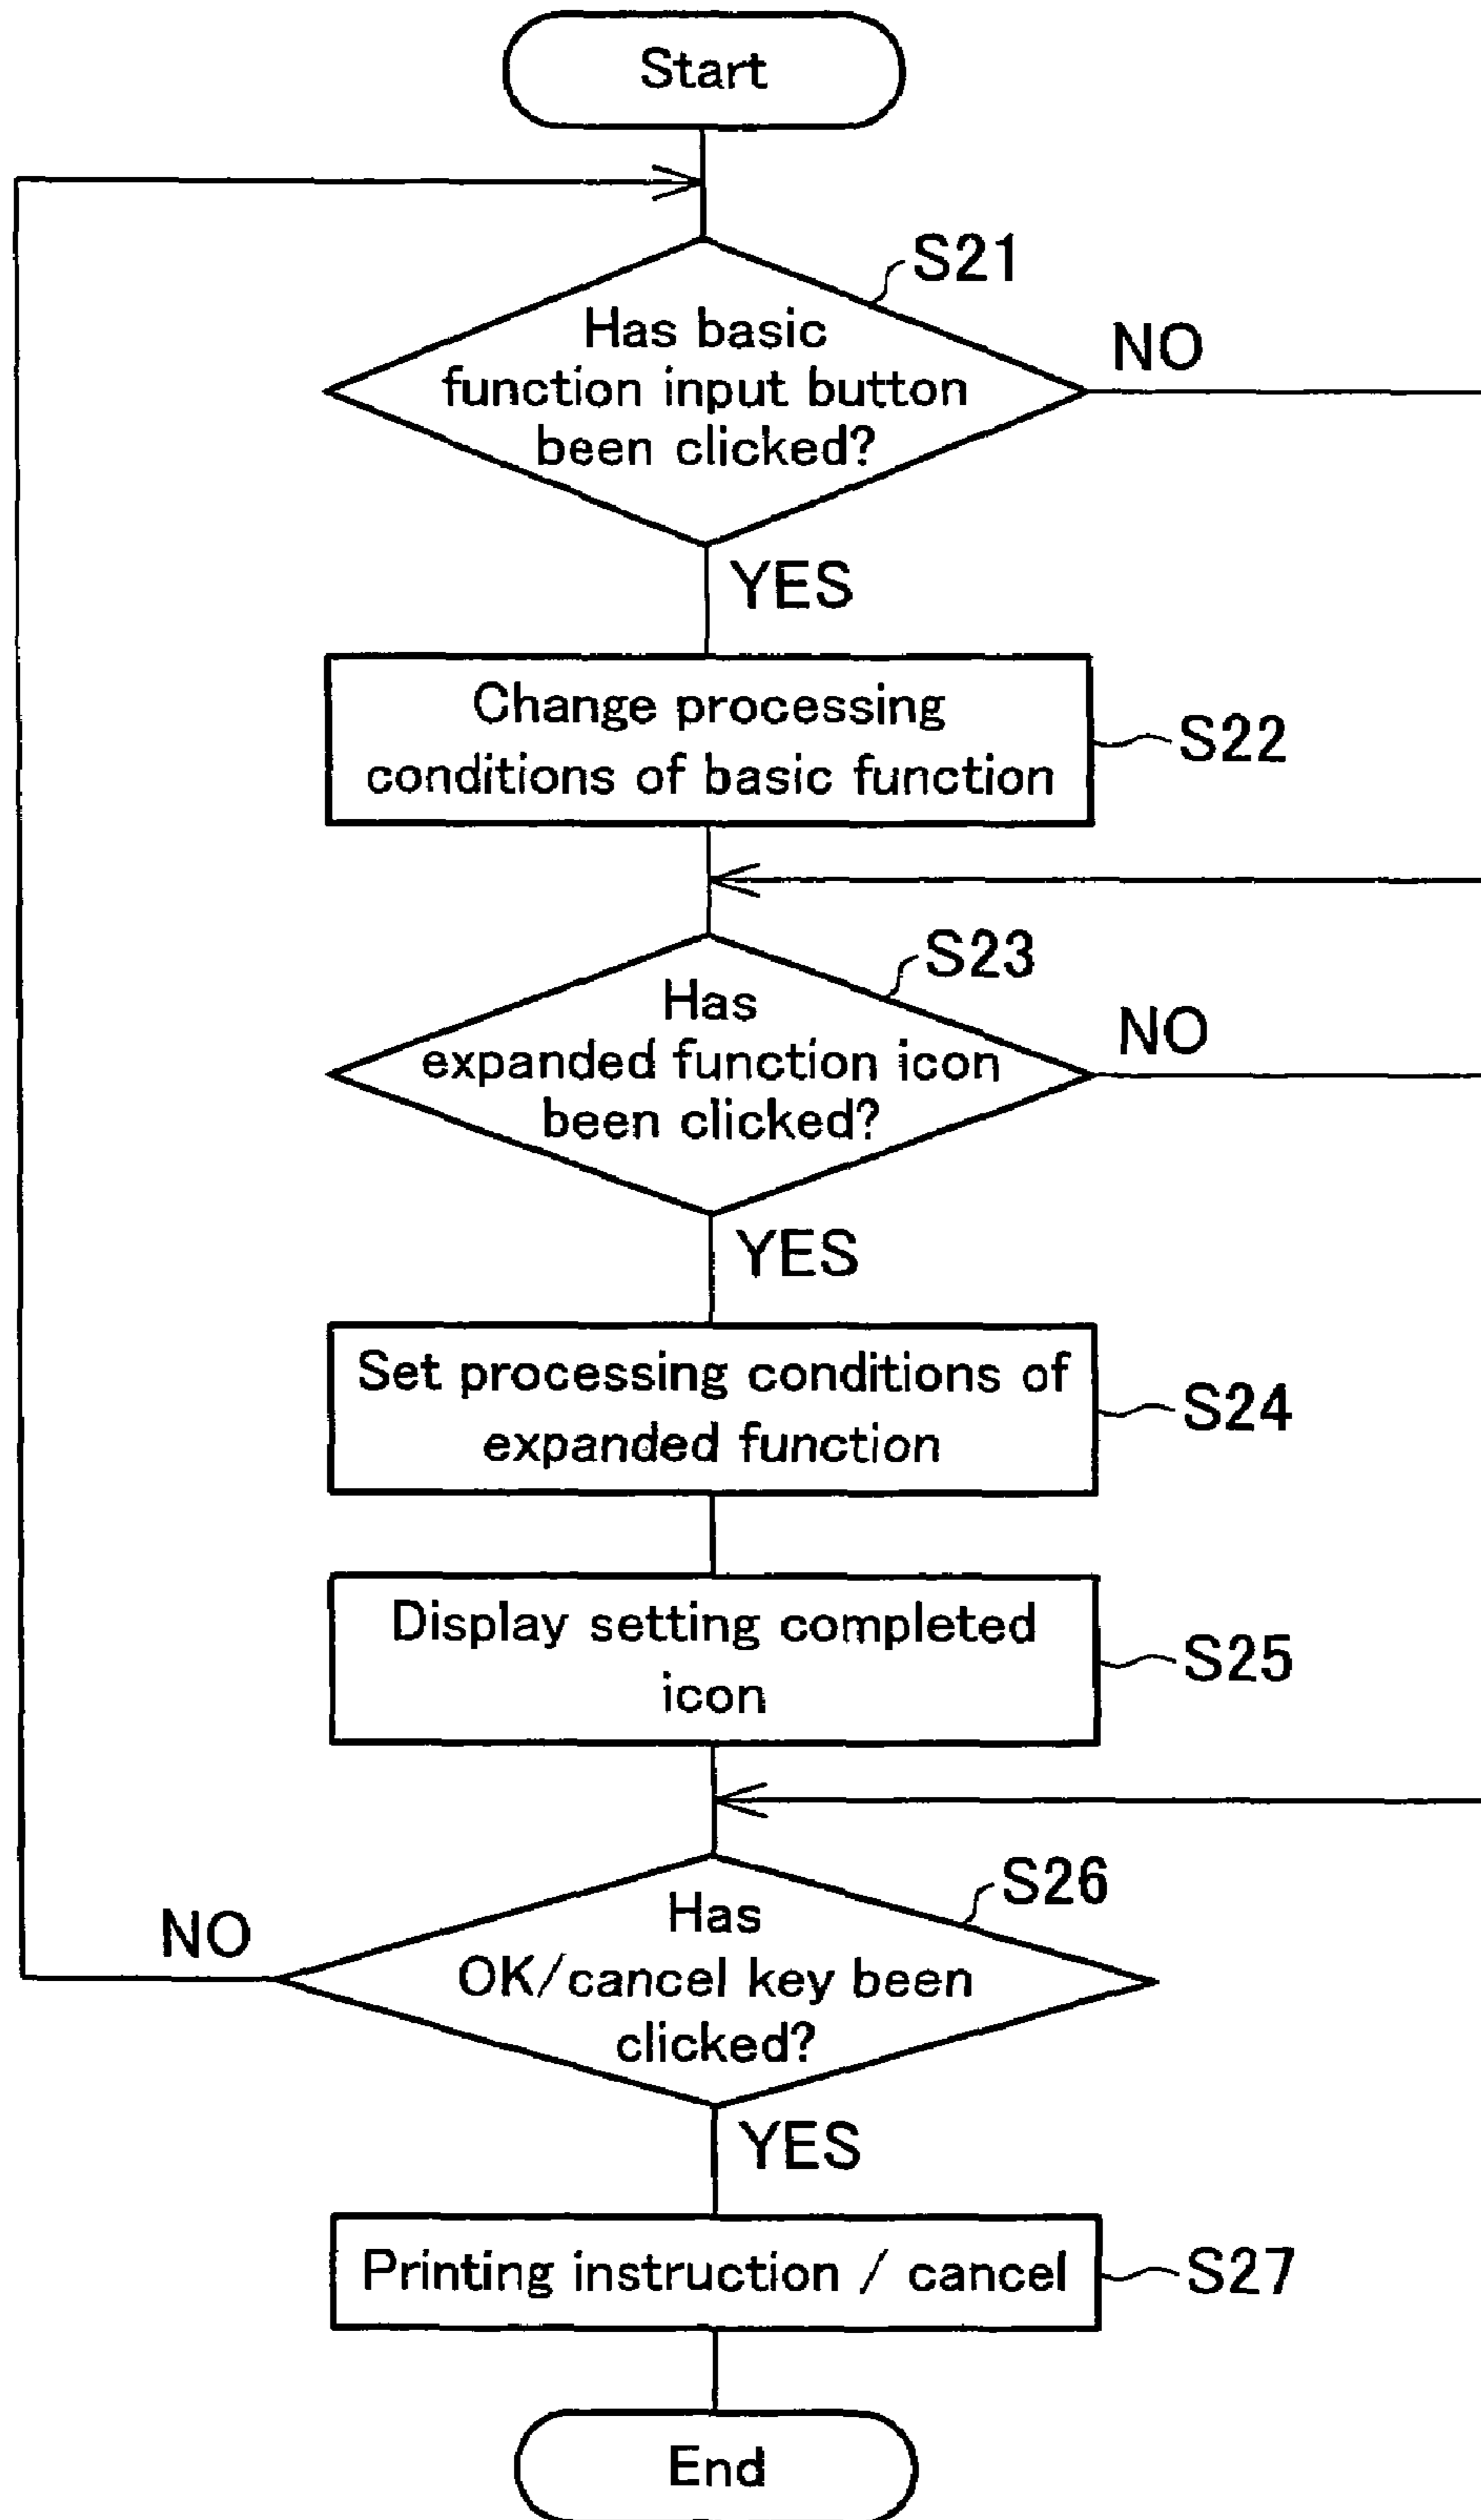 Start
S21
Has basic
function input button
been clicked?
NO
YES
Change processing
conditions of basic function
S22
S23
Has
expanded function icon
been clicked?
NO
YES
Set processing conditions of
expanded function
S24
Display setting completed
icon
S25
S26
Has
OK/cancel key been
clicked?
NO
YES
Printing instruction / cancel
S27
End